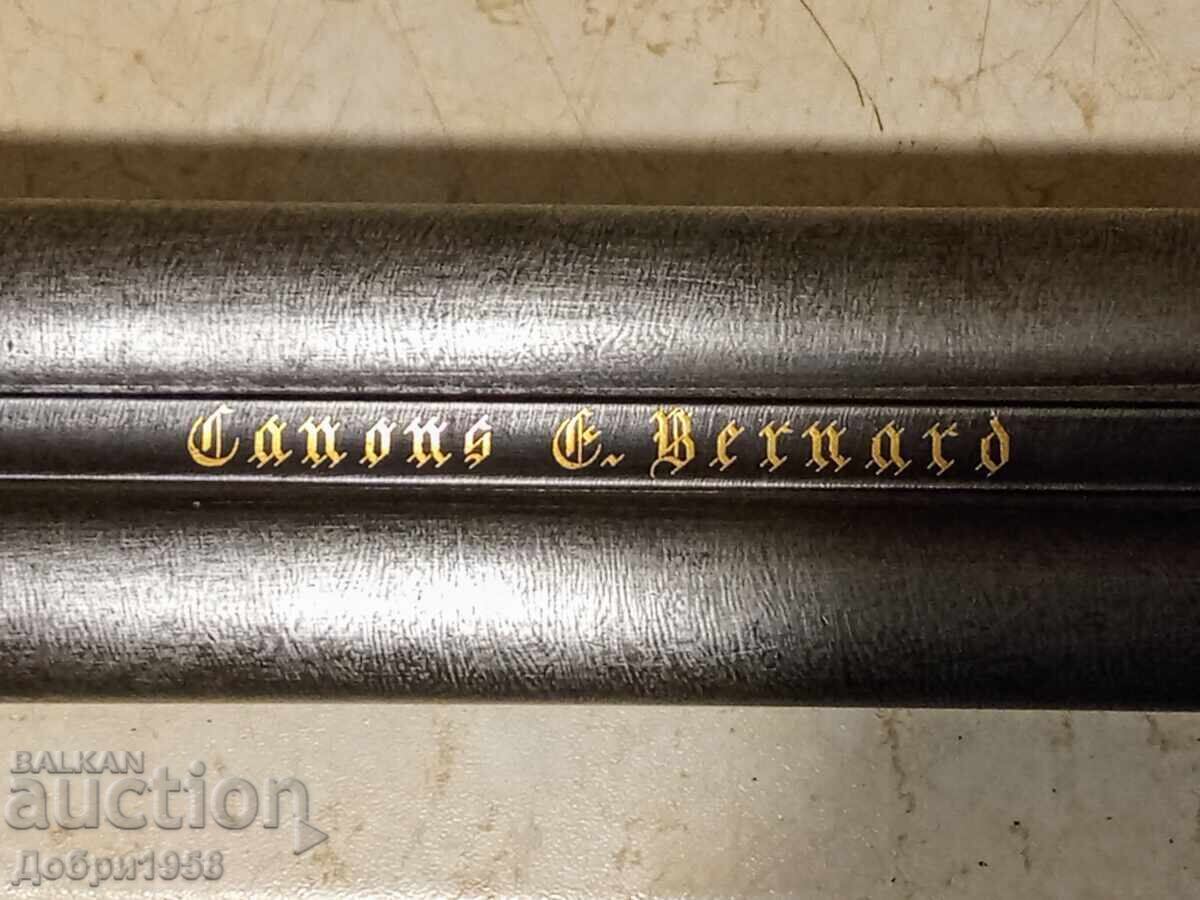 Canons E. Bernard
BALKAN
auction
Добри1958